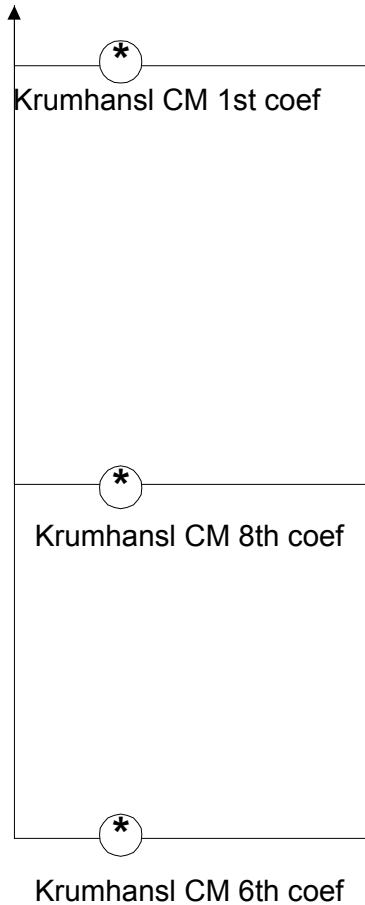 *
Krumhansl CM 1st coef
*
Krumhansl CM 8th coef
*
Krumhansl CM 6th coef